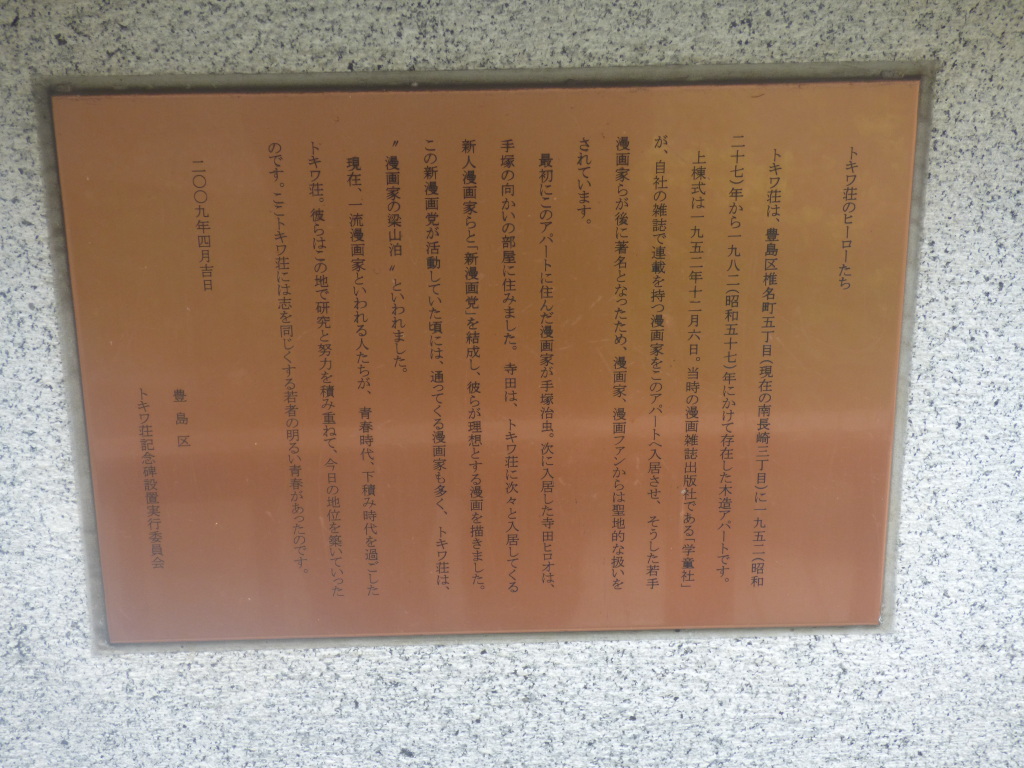 トキワ荘のヒーローたち
トキワ荘は、豊島区椎名町五丁目（現在の南長崎三丁目）に一九五二（昭和
二十七）年から一九八二（昭和五十七）年にかけて存在した木造アパートです。
上棟式は一九五二年十二月六日。当時の漫画雑誌出版社である「学童社」
が、自社の雑誌で連載を持つ漫画家をこのアパートへ入居させ、そうした若手
漫画家らが後に著名となったため、漫画家、漫画ファンからは聖地的な扱いを
されています。
最初にこのアパートに住んだ漫画家が手塚治虫。次に入居した寺田ヒロオは、
手塚の向かいの部屋に住みました。寺田は、トキワ荘に次々と入居してくる
新人漫画家らと「新漫画党」を結成し、彼らが理想とする漫画を描きました。
この新漫画党が活動していた頃には、通ってくる漫画家も多く、トキワ荘は、
〝漫画家の梁山泊〟といわれました。
現在、一流漫画家といわれる人たちが、青春時代、下積み時代を過ごした
トキワ荘。彼らはこの地で研究と努力を積み重ねて、今日の地位を築いていった
のです。ここトキワ荘には志を同じくする若者の明るい青春があったのです。
二〇〇九年四月吉日
豊島区
トキワ荘記念碑設置実行委員会